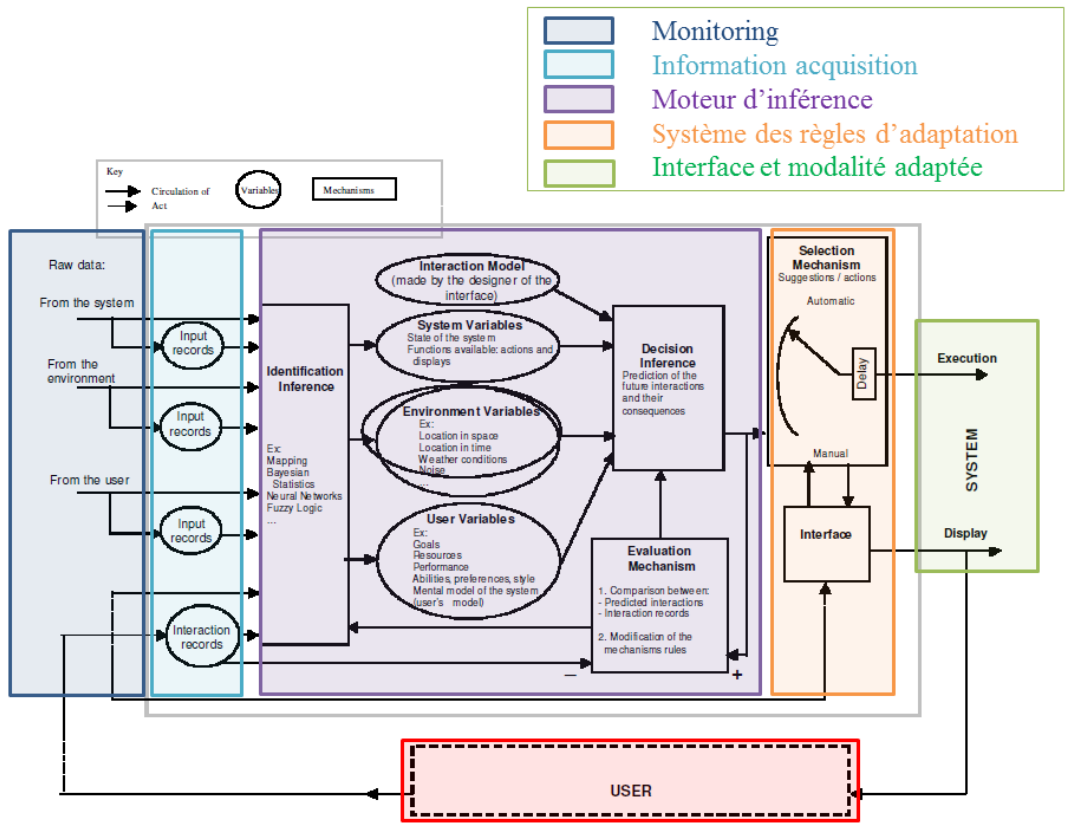 Monitoring
Information acquisition
Moteur d'inférence
Système des règles d'adaptation
Interface et modalité adaptée
Key
Circulation of
Act
Variables
Mechanisms
Raw data:
From the system
From the
environment
From the user
Input
records
Input
records
Input
records
Interaction
records
Identification
Inference
Ex:
Mapping
Bayesian
Statistics
Neural Networks
Fuzzy Logic
...
Interaction Model
(made by the designer of the
interface)
System Variables
State of the system
Functions available: actions and
displays
Environment Variables
Ex:
Location in space
Location in time
Weather conditions
Noise
...
User Variables
Ex:
Goals
Resources
Performance
Abilities, preferences, style
Mental model of the system
(user's model)
Decision
Inference
Prediction of the
future interactions
and their
consequences
Evaluation
Mechanism
1. Comparison between:
- Predicted interactions
- Interaction records
2. Modification of the
mechanisms rules
−
+
Selection
Mechanism
Suggestions / actions
Automatic
Delay
Manual
Interface
Execution
SYSTEM
Display
USER